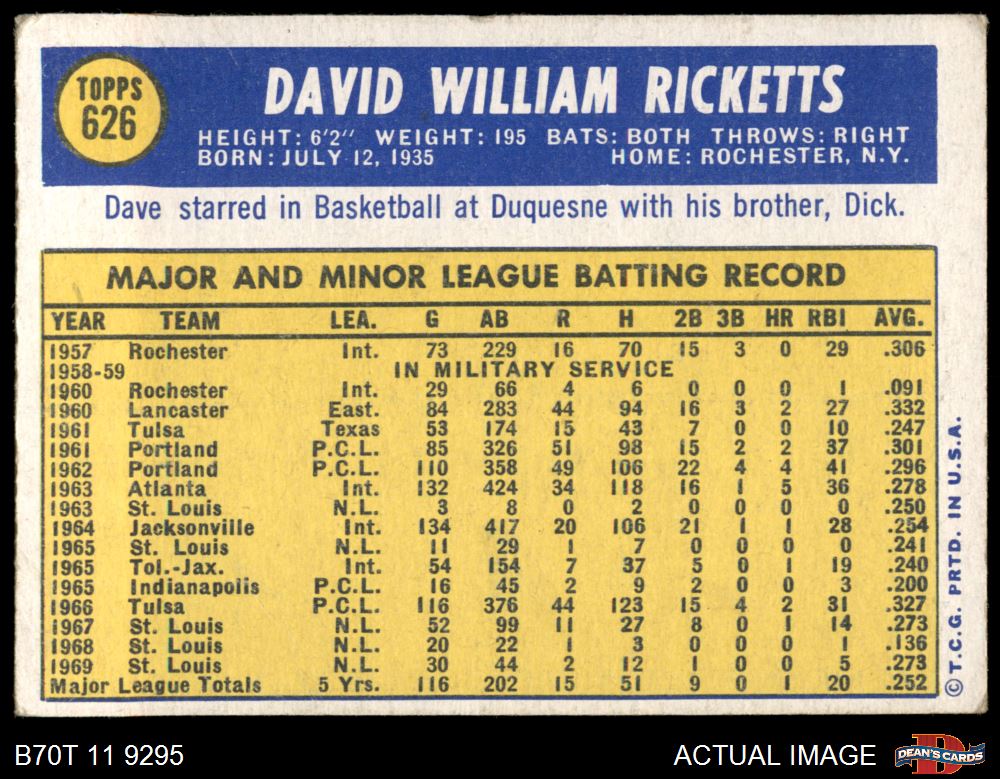 TOPPS
626
DAVID WILLIAM RICKETTS
HEIGHT: 6'2" WEIGHT: 195 BATS: BOTH THROWS: RIGHT
BORN: JULY 12, 1935 HOME: ROCHESTER, N.Y.
Dave starred in Basketball at Duquesne with his brother, Dick.
MAJOR AND MINOR LEAGUE BATTING RECORD
YEAR TEAM LEA. G AB R H 2B 3B HR RBI AVG.
1957 Rochester Int. 73 229 16 70 15 3 0 29 .306
1958-59 IN MILITARY SERVICE
1960 Rochester Int. 29 66 4 6 0 0 0 1 .091
1960 Lancaster East. 84 283 44 94 16 3 2 27 .332
1961 Tulsa Texas 53 174 15 43 7 0 0 10 .247
1961 Portland P.C.L. 85 326 51 98 15 2 2 37 .301
1962 Portland P.C.L. 110 358 49 106 22 4 4 41 .296
1963 Atlanta Int. 132 424 34 118 16 1 5 36 .278
1963 St. Louis N.L. 3 8 0 2 0 0 0 0 .250
1964 Jacksonville Int. 134 417 20 106 21 1 1 28 .254
1965 St. Louis N.L. 11 29 1 7 0 0 0 0 .241
1965 Tol.-Jax. Int. 54 154 7 37 5 0 1 19 .240
1965 Indianapolis P.C.L. 16 45 2 9 2 0 0 3 .200
1966 Tulsa P.C.L. 116 376 44 123 15 4 2 31 .327
1967 St. Louis N.L. 52 99 11 27 8 0 1 14 .273
1968 St. Louis N.L. 20 22 1 3 0 0 0 1 .136
1969 St. Louis N.L. 30 44 2 12 1 0 0 5 .273
Major League Totals 5 Yrs. 116 202 15 51 9 0 1 20 .252
©T.C.G. PRTD. IN U.S.A.
B70T 11 9295 ACTUAL IMAGE
DEAN'S CARDS